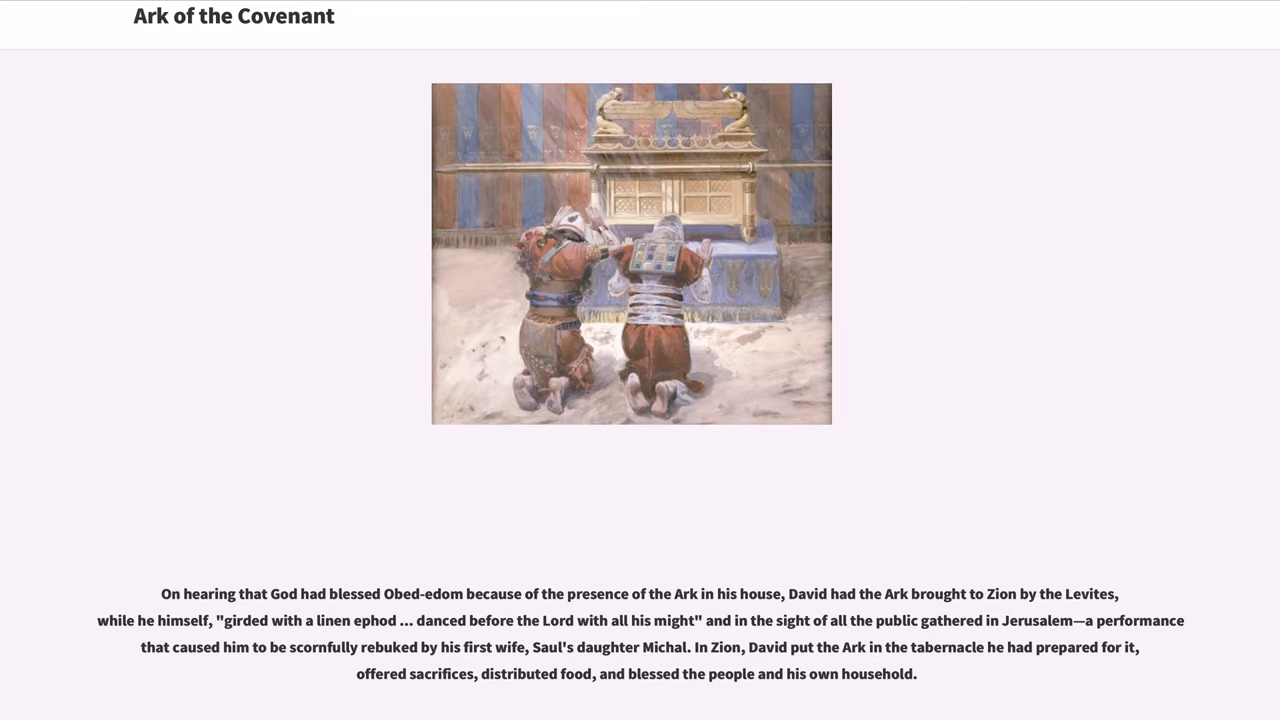 Ark of the Covenant
On hearing that God had blessed Obed-edom because of the presence of the Ark in his house, David had the Ark brought to Zion by the Levites,
while he himself, "girded with a linen ephod ... danced before the Lord with all his might" and in the sight of all the public gathered in Jerusalem—a performance
that caused him to be scornfully rebuked by his first wife, Saul's daughter Michal. In Zion, David put the Ark in the tabernacle he had prepared for it,
offered sacrifices, distributed food, and blessed the people and his own household.